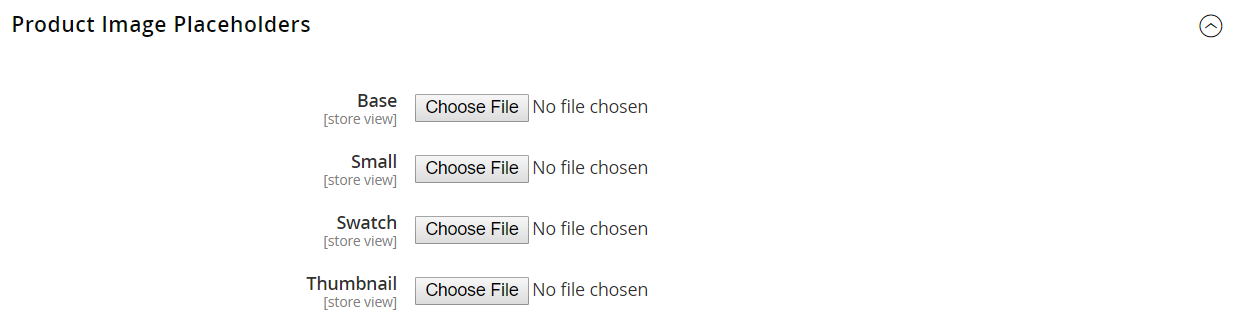 Product Image Placeholders
Base
[store view]
Choose File No file chosen
Small
[store view]
Choose File No file chosen
Swatch
[store view]
Choose File No file chosen
Thumbnail
[store view]
Choose File No file chosen